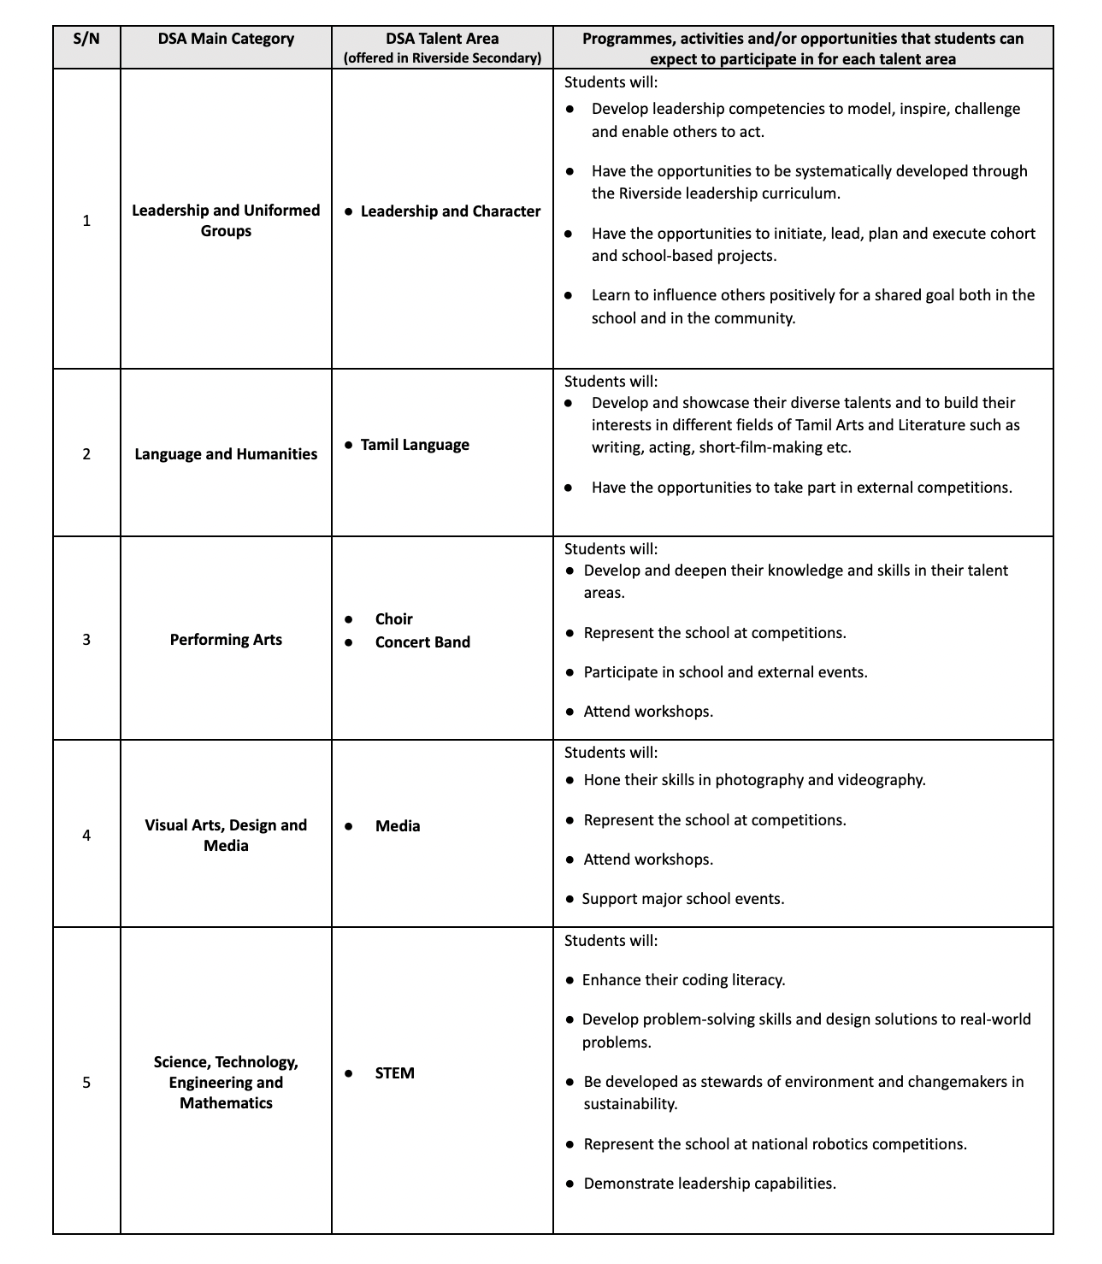 S/N
DSA Main Category
DSA Talent Area
(offered in Riverside Secondary)
Programmes, activities and/or opportunities that students can
expect to participate in for each talent area
1
Leadership and Uniformed
Groups
● Leadership and Character
Students will:
● Develop leadership competencies to model, inspire, challenge
and enable others to act.
● Have the opportunities to be systematically developed through
the Riverside leadership curriculum.
● Have the opportunities to initiate, lead, plan and execute cohort
and school-based projects.
● Learn to influence others positively for a shared goal both in the
school and in the community.
2
Language and Humanities
● Tamil Language
Students will:
● Develop and showcase their diverse talents and to build their
interests in different fields of Tamil Arts and Literature such as
writing, acting, short-film-making etc.
● Have the opportunities to take part in external competitions.
3
Performing Arts
● Choir
● Concert Band
Students will:
● Develop and deepen their knowledge and skills in their talent
areas.
● Represent the school at competitions.
● Participate in school and external events.
● Attend workshops.
4
Visual Arts, Design and
Media
● Media
Students will:
● Hone their skills in photography and videography.
● Represent the school at competitions.
● Attend workshops.
● Support major school events.
5
Science, Technology,
Engineering and
Mathematics
● STEM
Students will:
● Enhance their coding literacy.
● Develop problem-solving skills and design solutions to real-world
problems.
● Be developed as stewards of environment and changemakers in
sustainability.
● Represent the school at national robotics competitions.
● Demonstrate leadership capabilities.